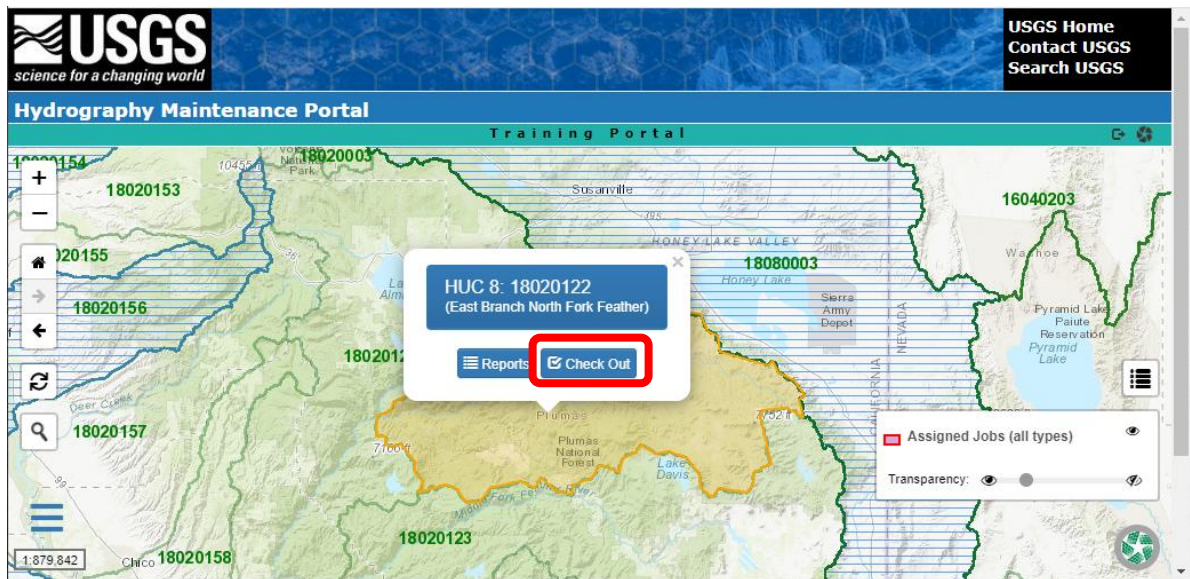 USGS
science for a changing world
USGS Home
Contact USGS
Search USGS
Hydrography Maintenance Portal
Training Portal
18020003
Park
18020153
Susanville
395
16040203
HONEY LAKE VALLEY
18080003
Honey Lake
Sierra
Army
Depot
NEVADA
CALIFORNIA
Pyramid Lake
Paiute
Reservation
Pyramid
Lake
18020156
HUC 8: 18020122
(East Branch North Fork Feather)
Reports
Check Out
Deer Creek
18020157
Plumas
Plumas
National
Forest
Lake
Davis
Assigned Jobs (all types)
Transparency:
18020123
1:879,842
Chico
18020158